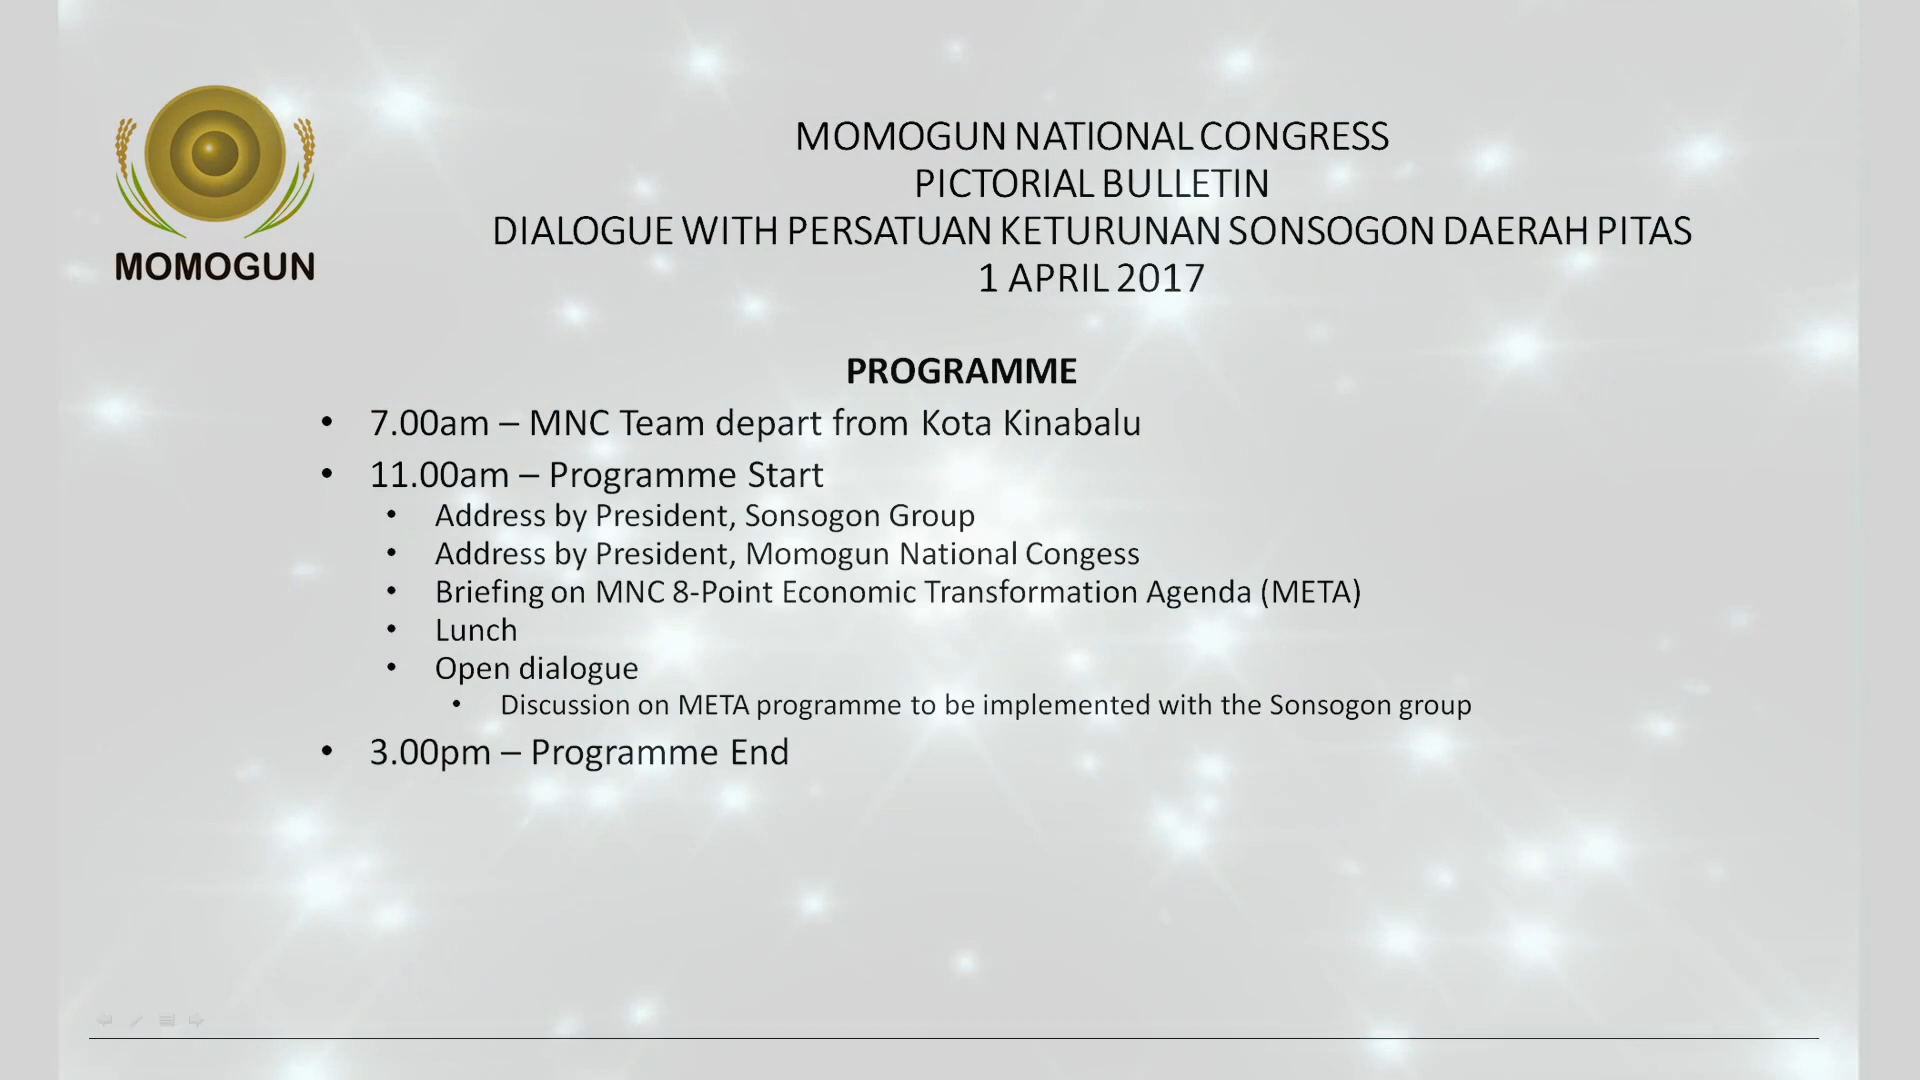 MOMOGUN
MOMOGUN NATIONAL CONGRESS
PICTORIAL BULLETIN
DIALOGUE WITH PERSATUAN KETURUNAN SONSOGON DAERAH PITAS
1 APRIL 2017
PROGRAMME
• 7.00am – MNC Team depart from Kota Kinabalu
• 11.00am – Programme Start
• Address by President, Sonsogon Group
• Address by President, Momogun National Congess
• Briefing on MNC 8-Point Economic Transformation Agenda (META)
• Lunch
• Open dialogue
• Discussion on META programme to be implemented with the Sonsogon group
• 3.00pm – Programme End